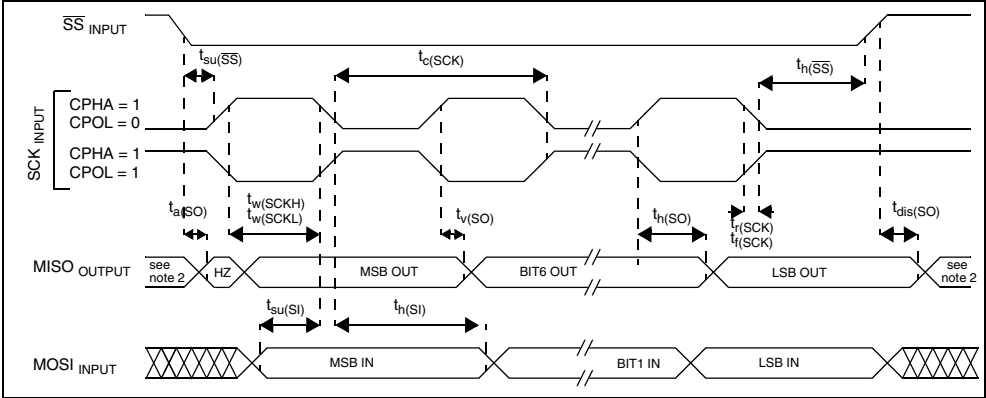 SS INPUT
tsu(SS)
tc(SCK)
th(SS)
SCK INPUT
CPHA = 1
CPOL = 0
CPHA = 1
CPOL = 1
ta(SO)
tw(SCKH)
tw(SCKL)
tv(SO)
th(SO)
tr(SCK)
tf(SCK)
tdis(SO)
MISO OUTPUT
see
note 2
HZ
MSB OUT
BIT6 OUT
LSB OUT
see
note 2
tsu(SI)
th(SI)
MOSI INPUT
MSB IN
BIT1 IN
LSB IN